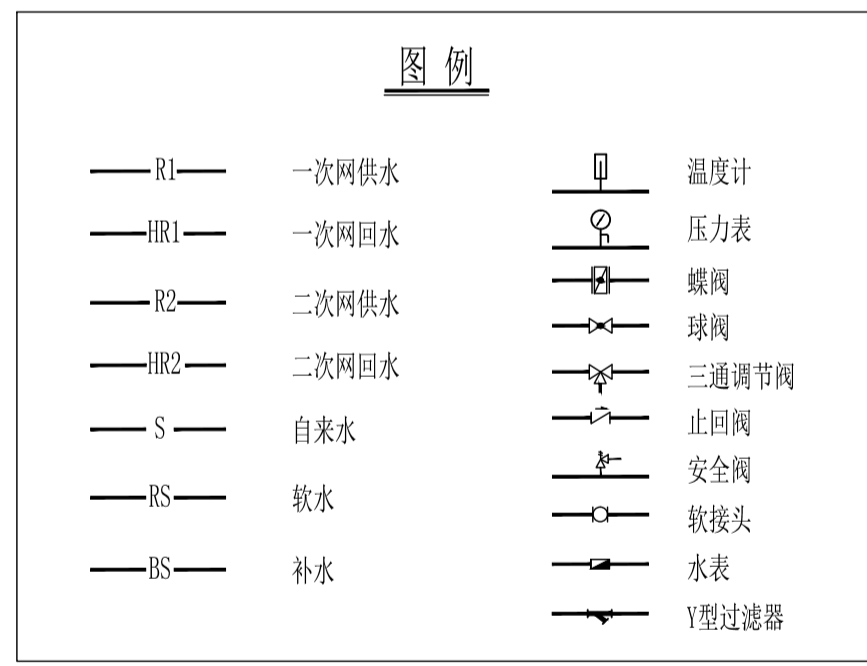 图例
R1 一次网供水
HR1 一次网回水
R2 二次网供水
HR2 二次网回水
S 自来水
RS 软水
BS 补水
温度计
压力表
蝶阀
球阀
三通调节阀
止回阀
安全阀
软接头
水表
Y型过滤器